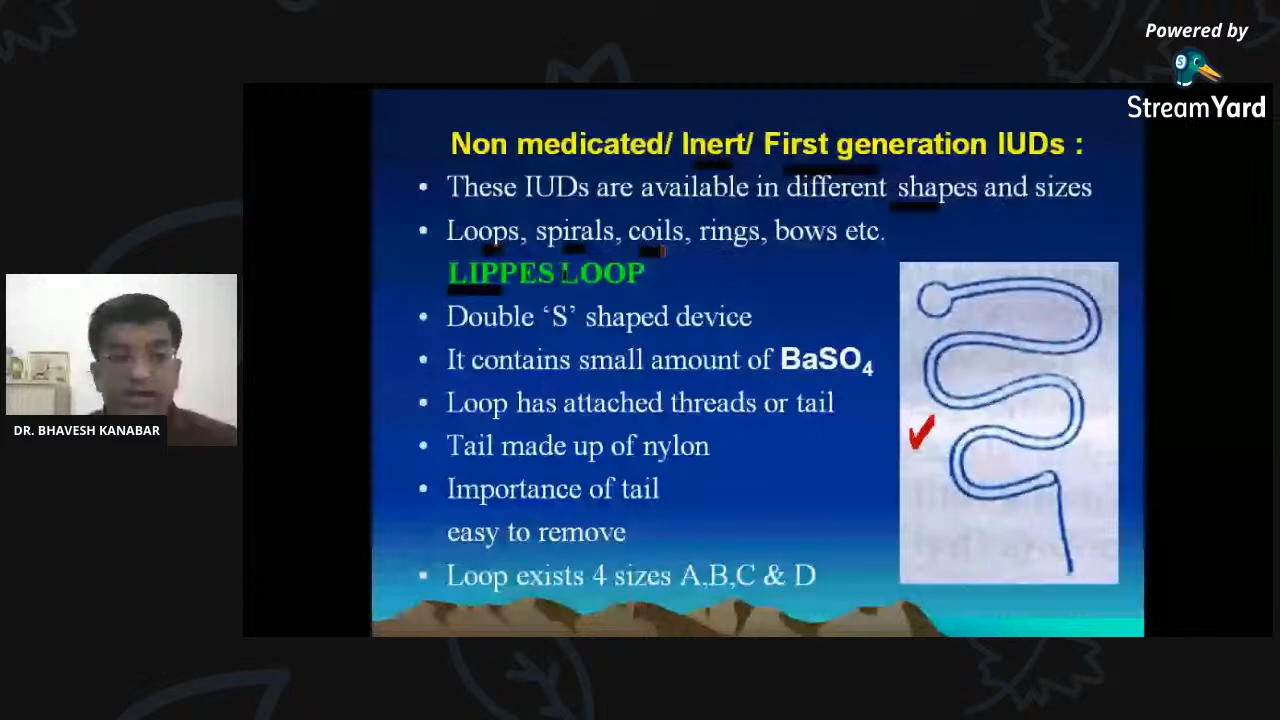 Powered by
StreamYard
Non medicated/ Inert/ First generation IUDs :
• These IUDs are available in different shapes and sizes
• Loops, spirals, coils, rings, bows etc.
LIPPES LOOP
• Double ‘S’ shaped device
• It contains small amount of BaSO₄
• Loop has attached threads or tail
• Tail made up of nylon
• Importance of tail
easy to remove
• Loop exists 4 sizes A,B,C & D
DR. BHAVESH KANABAR